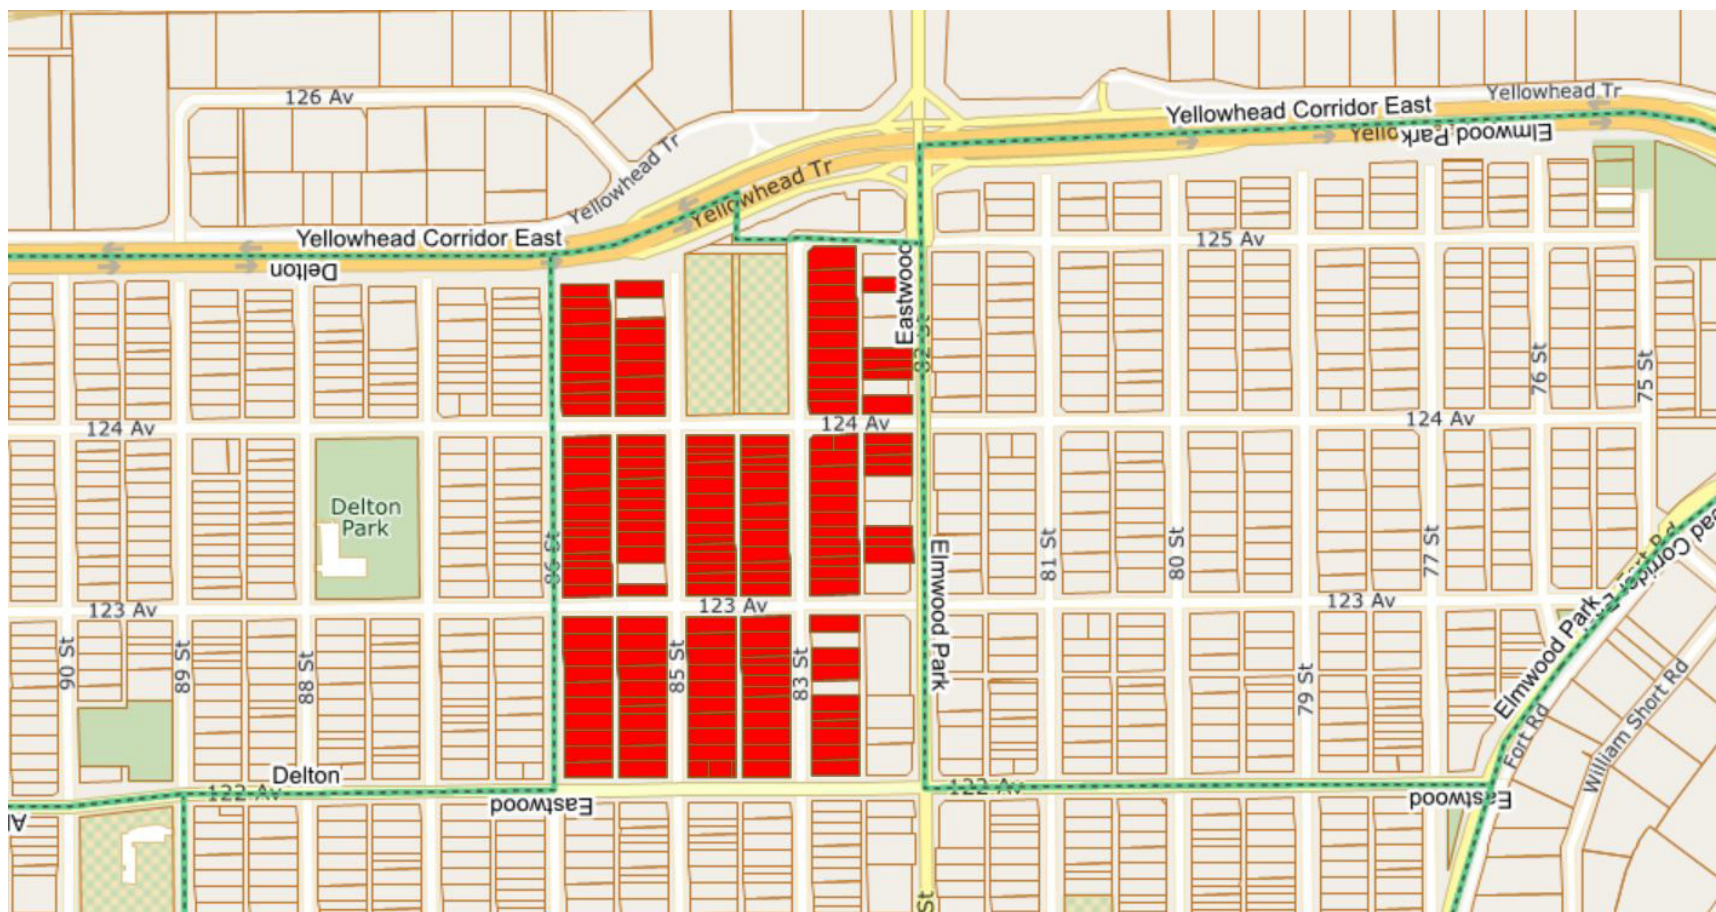 126 Av
Yellowhead Tr
Yellowhead Corridor East
Yellowhead Tr
Elmwood Park
Yellowhead Tr
Yellowhead Corridor East
Delton
125 Av
Eastwood
82 St
76 St
75 St
124 Av
124 Av
124 Av
Delton
Park
86 St
81 St
80 St
77 St
Elmwood Park
123 Av
123 Av
123 Av
90 St
89 St
88 St
85 St
83 St
79 St
Elmwood Park
Fort Rd
William Short Rd
Delton
122 Av
Eastwood
122 Av
Eastwood
St